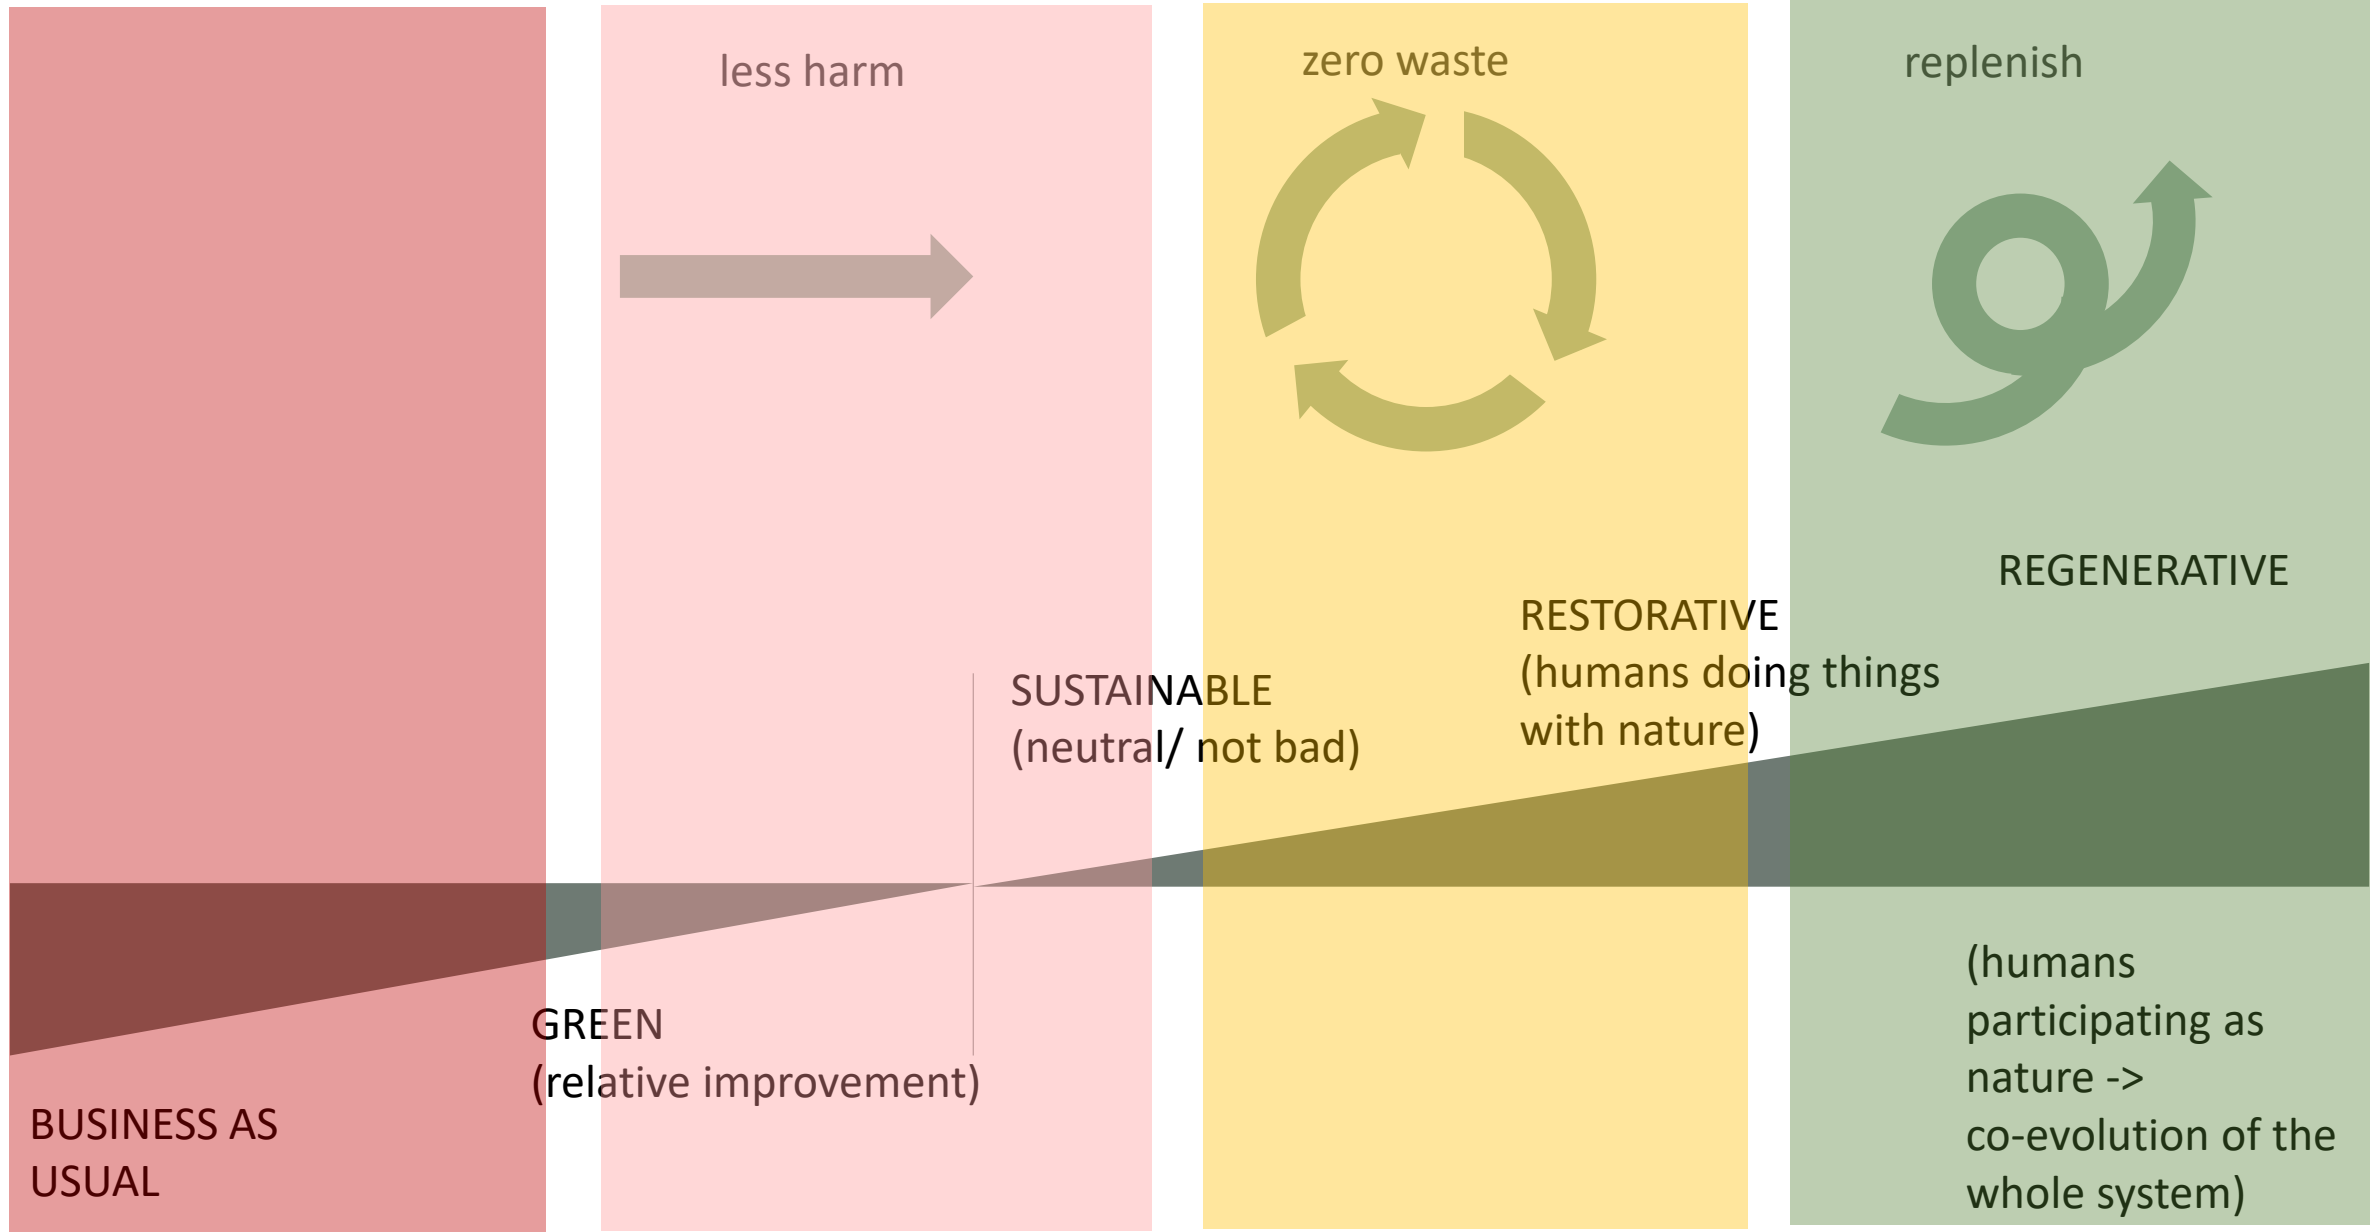 less harm
zero waste
replenish
REGENERATIVE
RESTORATIVE
(humans doing things
with nature)
SUSTAINABLE
(neutral/ not bad)
GREEN
(relative improvement)
BUSINESS AS
USUAL
(humans
participating as
nature ->
co-evolution of the
whole system)